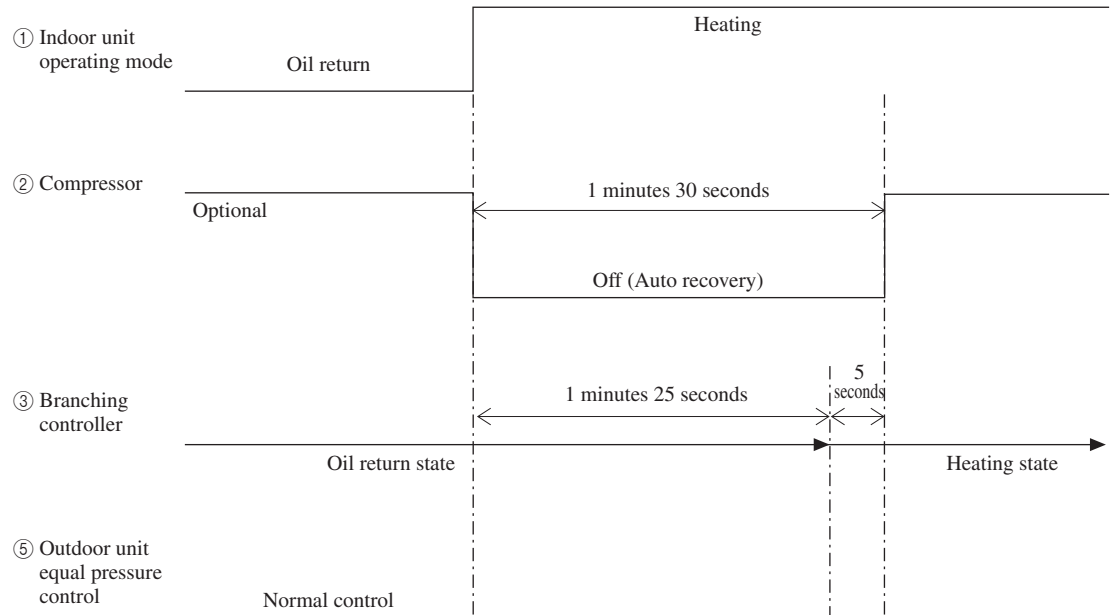 ① Indoor unit
operating mode
Oil return
Heating
② Compressor
Optional
1 minutes 30 seconds
Off (Auto recovery)
③ Branching
controller
1 minutes 25 seconds
5
seconds
Oil return state
Heating state
⑤ Outdoor unit
equal pressure
control
Normal control